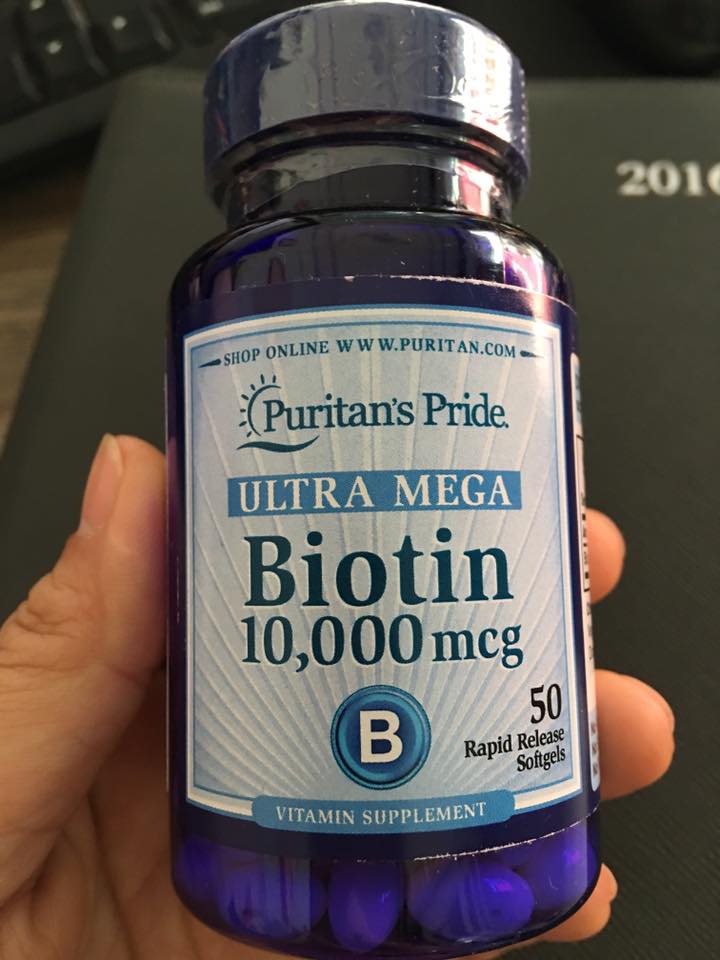 SHOP ONLINE WWW.PURITAN.COM
Puritan's Pride.
ULTRA MEGA
Biotin
10,000 mcg
B
50
Rapid Release
Softgels
VITAMIN SUPPLEMENT